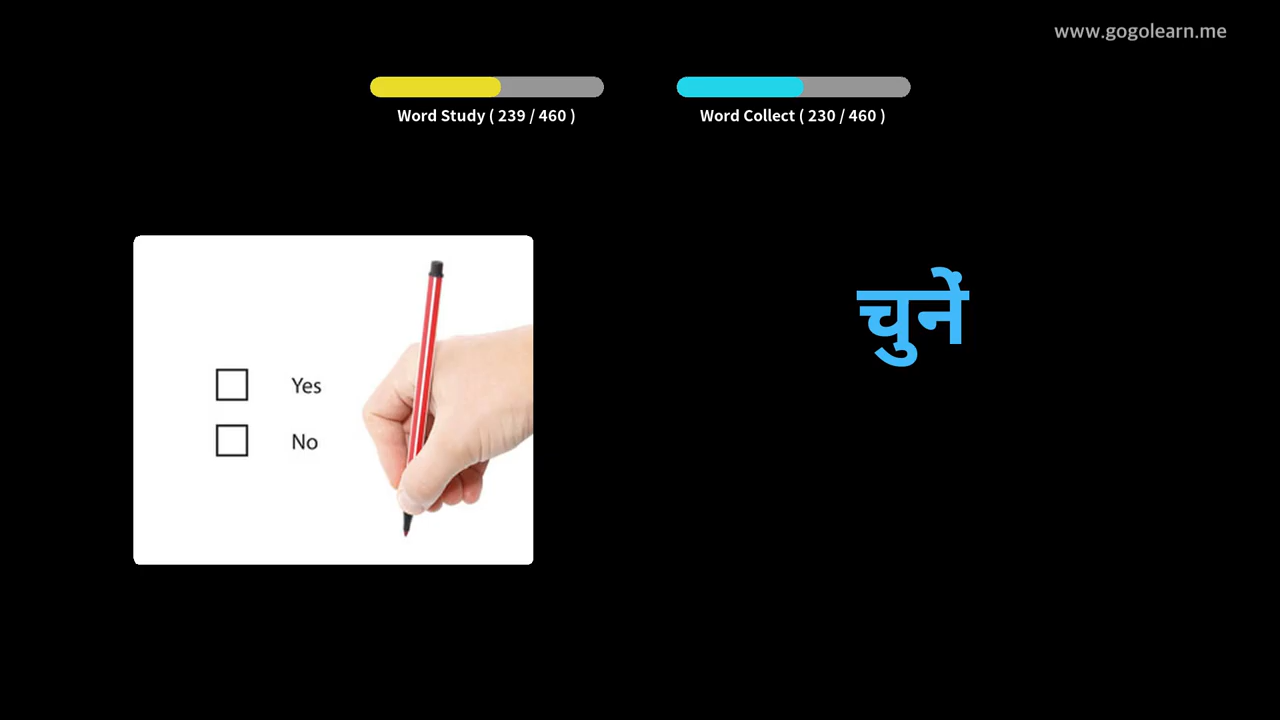 www.gogolearn.me
Word Study ( 239 / 460 )
Word Collect ( 230 / 460 )
चुनें
Yes
No